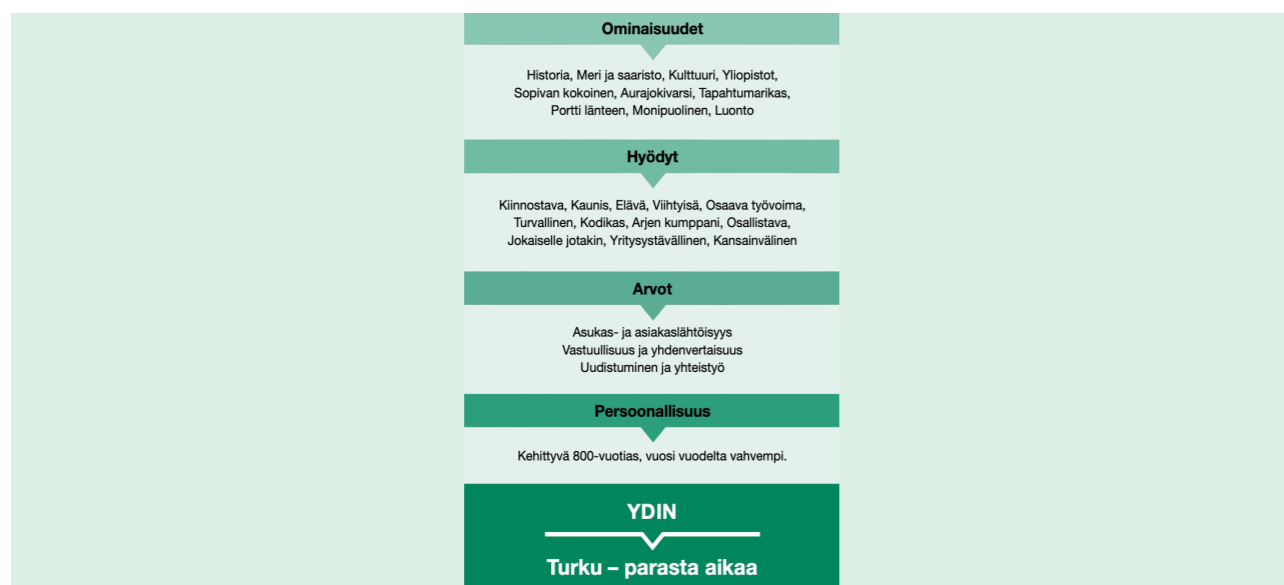 Ominaisuudet
Historia, Meri ja saaristo, Kulttuuri, Yliopistot,
Sopivan kokoinen, Aurajokivarsi, Tapahtumarikas,
Portti länteen, Monipuolinen, Luonto
Hyödyt
Kiinnostava, Kaunis, Elävä, Viihtyisä, Osaava työvoima,
Turvallinen, Kodikas, Arjen kumppani, Osallistava,
Jokaiselle jotakin, Yritysystävällinen, Kansainvälinen
Arvot
Asukas- ja asiakaslähtöisyys
Vastuullisuus ja yhdenvertaisuus
Uudistuminen ja yhteistyö
Persoonallisuus
Kehittyvä 800-vuotias, vuosi vuodelta vahvempi.
YDIN
Turku – parasta aikaa